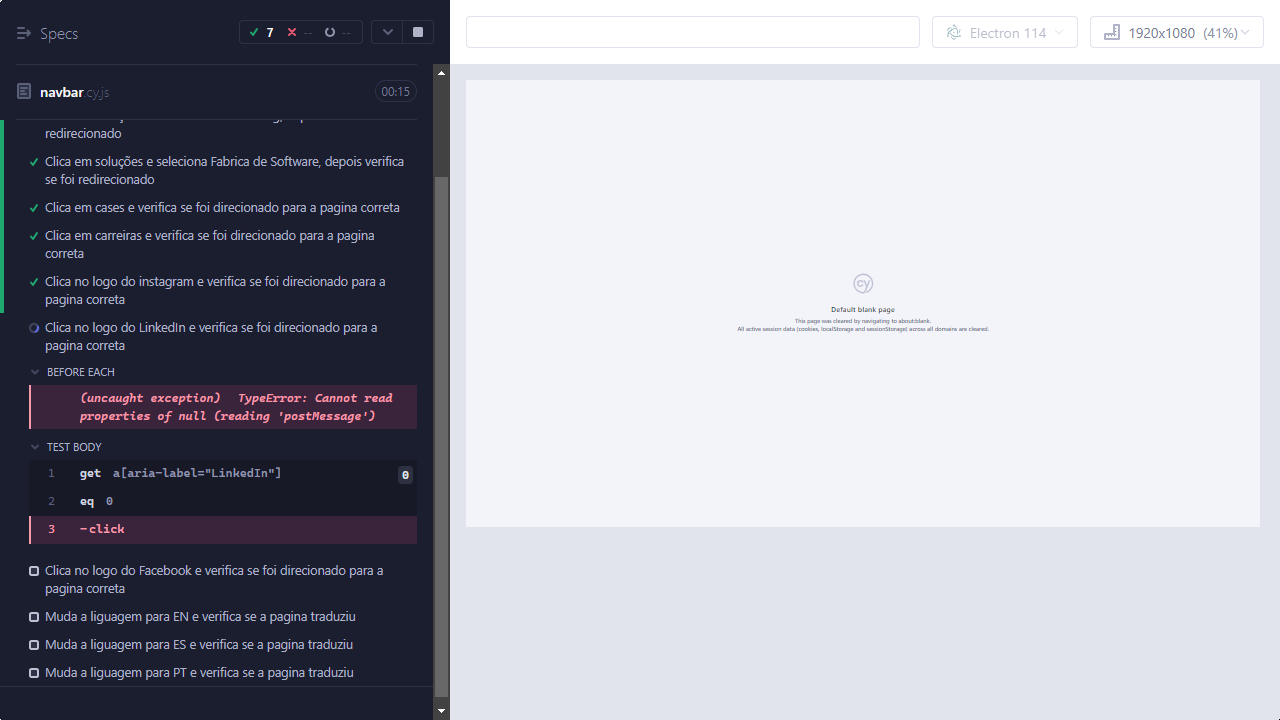 Specs
7
--
--
Electron 114
1920x1080 (41%)
navbar.cy.js
00:15
redirecionado
Clica em soluções e seleciona Fabrica de Software, depois verifica
se foi redirecionado
Clica em cases e verifica se foi direcionado para a pagina correta
Clica em carreiras e verifica se foi direcionado para a pagina
correta
Clica no logo do instagram e verifica se foi direcionado para a
pagina correta
Clica no logo do LinkedIn e verifica se foi direcionado para a
pagina correta
BEFORE EACH
(uncaught exception) TypeError: Cannot read
properties of null (reading 'postMessage')
TEST BODY
1 get a[aria-label="LinkedIn"] 0
2 eq 0
3 -click
Clica no logo do Facebook e verifica se foi direcionado para a
pagina correta
Muda a liguagem para EN e verifica se a pagina traduziu
Muda a liguagem para ES e verifica se a pagina traduziu
Muda a liguagem para PT e verifica se a pagina traduziu
cy
Default blank page
This page was cleared by navigating to about:blank.
All active session data (cookies, localStorage and sessionStorage) across all domains are cleared.